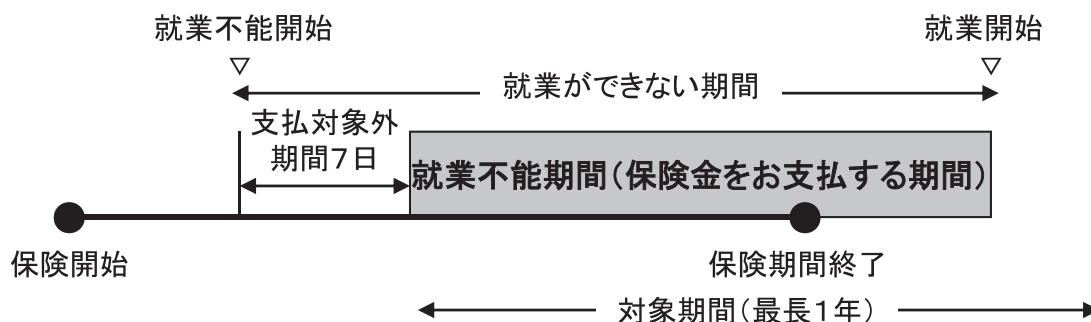 就業不能開始
就業開始
就業ができない期間
支払対象外
期間7日
就業不能期間(保険金をお支払する期間)
保険開始
保険期間終了
対象期間(最長1年)